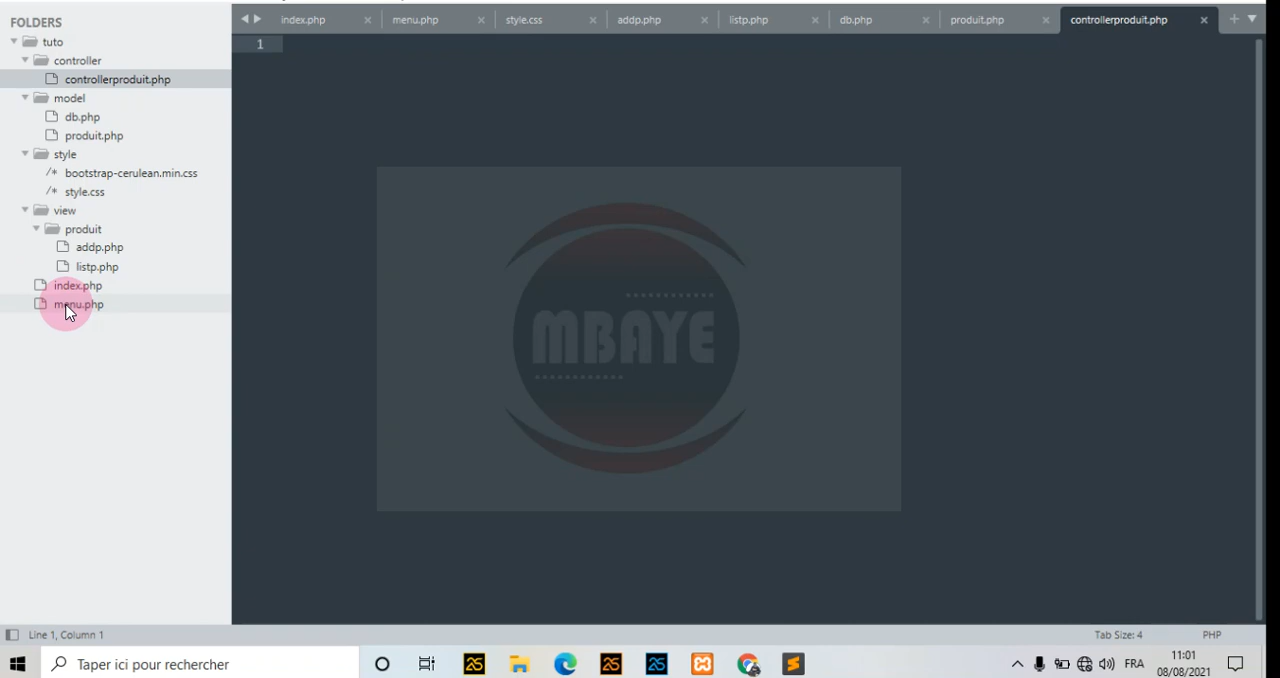 FOLDERS
tuto
controller
controllerproduit.php
model
db.php
produit.php
style
/* bootstrap-cerulean.min.css
/* style.css
view
produit
addp.php
listp.php
index.php
menu.php
index.php × menu.php × style.css × addp.php × listp.php × db.php × produit.php × controllerproduit.php × +
1
MBAYE
Line 1, Column 1 Tab Size: 4 PHP
Taper ici pour rechercher
25 25 25
FRA
11:01
08/08/2021